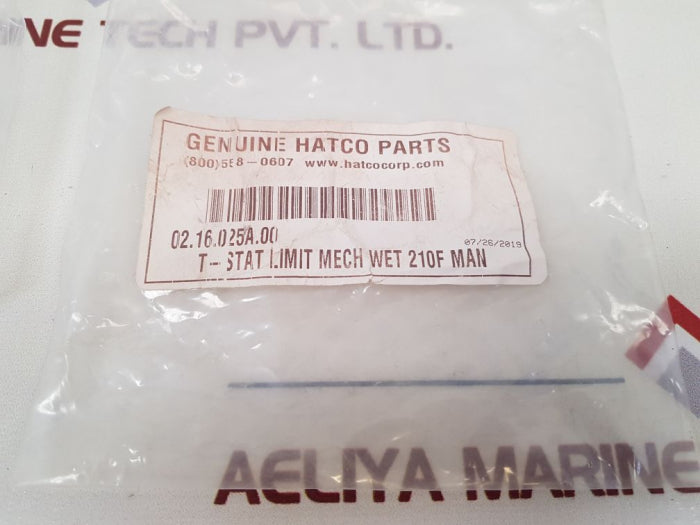 INE TECH PVT. LTD.
GENUINE HATCO PARTS
(800)558-0607 www.hatcocorp.com
02.16.025A.00
07/26/2019
T-STAT LIMIT MECH WET 210F MAN
AELIYA MARINE